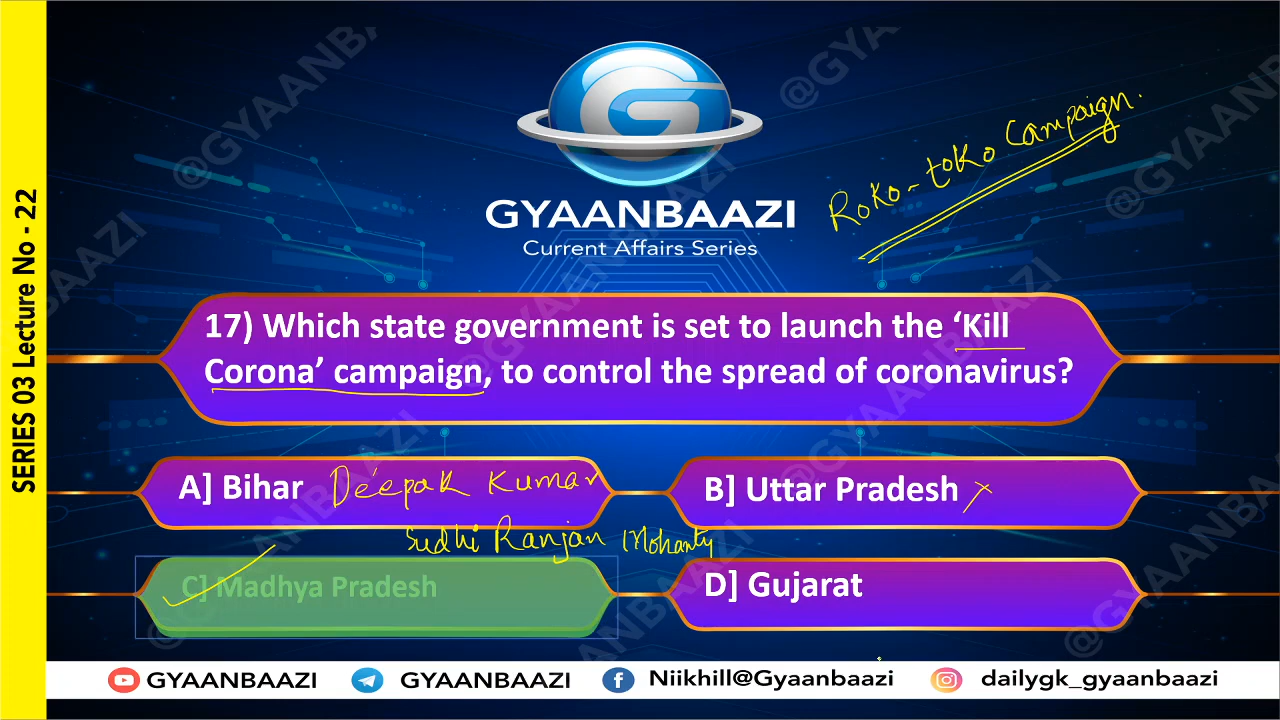 SERIES 03 Lecture No - 22
G
GYAANBAAZI
Current Affairs Series
Roko-toko Campaign.
17) Which state government is set to launch the ‘Kill
Corona’ campaign, to control the spread of coronavirus?
A] Bihar Deepak Kumar
B] Uttar Pradesh
Sudhi Ranjan Mohanty
C] Madhya Pradesh
D] Gujarat
GYAANBAAZI GYAANBAAZI Niikhill@Gyaanbaazi dailygk_gyaanbaazi
@GYAANBAAZI